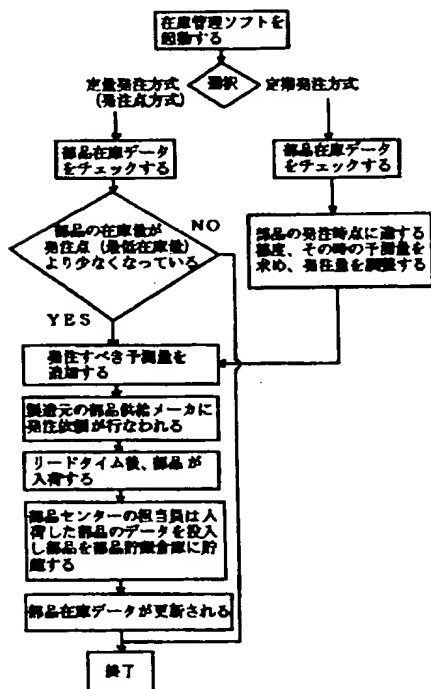 在庫管理ソフトを
起動する
選択
定量発注方式
(発注点方式)
定期発注方式
部品在庫データ
をチェックする
部品在庫データ
をチェックする
部品の在庫量が
発注点(最低在庫量)
より少なくなっている
NO
YES
部品の発注時点に達する
都度、その時の予測量を
求め、発注量を調整する
発注すべき予測量を
追加する
製造元の部品供給メーカに
発注依頼が行なわれる
リードタイム後、部品が
入荷する
部品センターの担当員は入
荷した部品のデータを投入
し部品を部品貯蔵倉庫に貯
蔵する
部品在庫データが更新される
終了